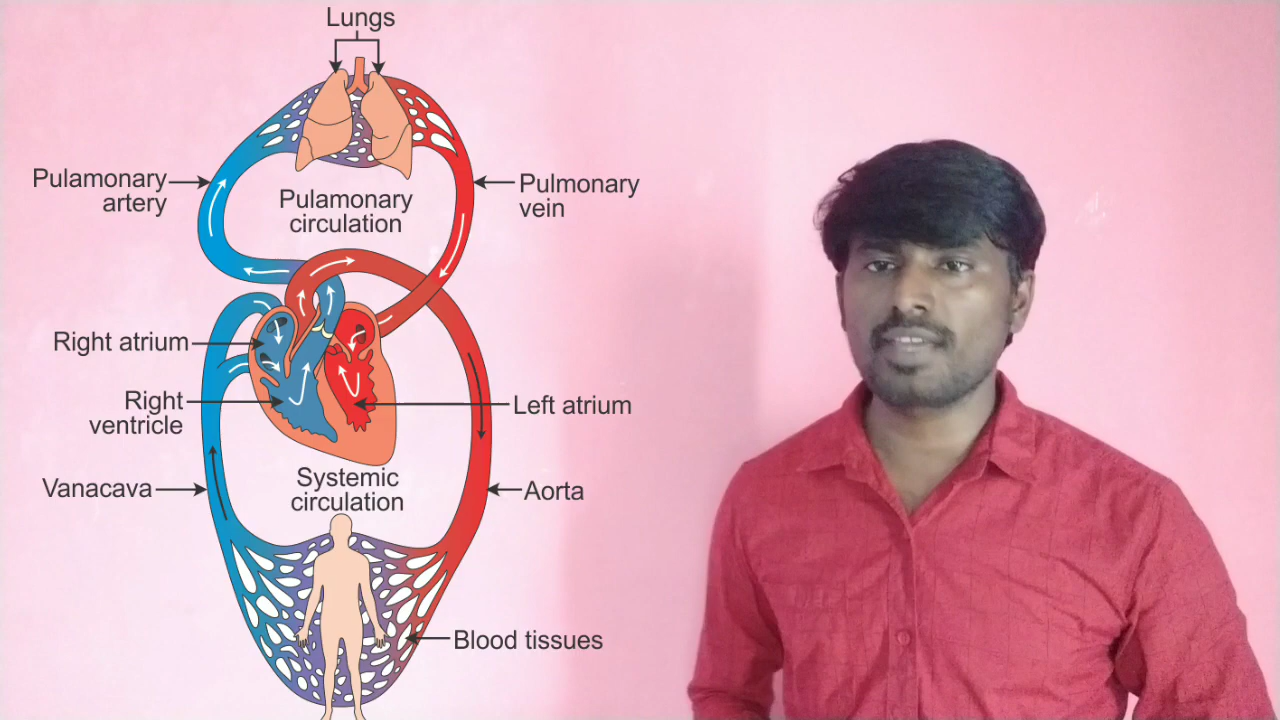 Lungs
Pulamonary
artery
Pulamonary
circulation
Pulmonary
vein
Right atrium
Right
ventricle
Left atrium
Vanacava
Systemic
circulation
Aorta
Blood tissues